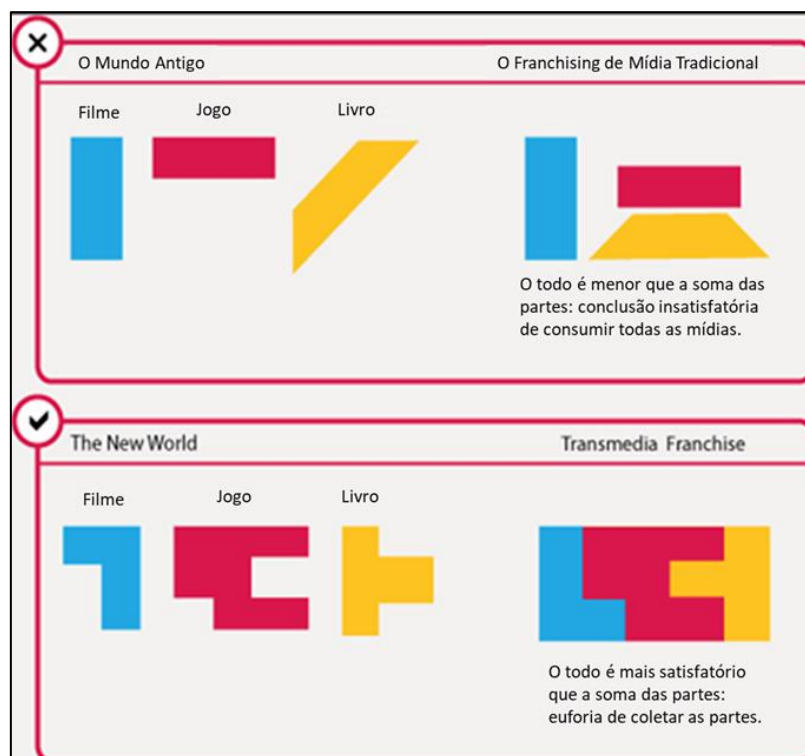 O Mundo Antigo
O Franchising de Mídia Tradicional
Filme
Jogo
Livro
O todo é menor que a soma das
partes: conclusão insatisfatória
de consumir todas as mídias.
The New World
Transmedia Franchise
Filme
Jogo
Livro
O todo é mais satisfatório
que a soma das partes:
euforia de coletar as partes.